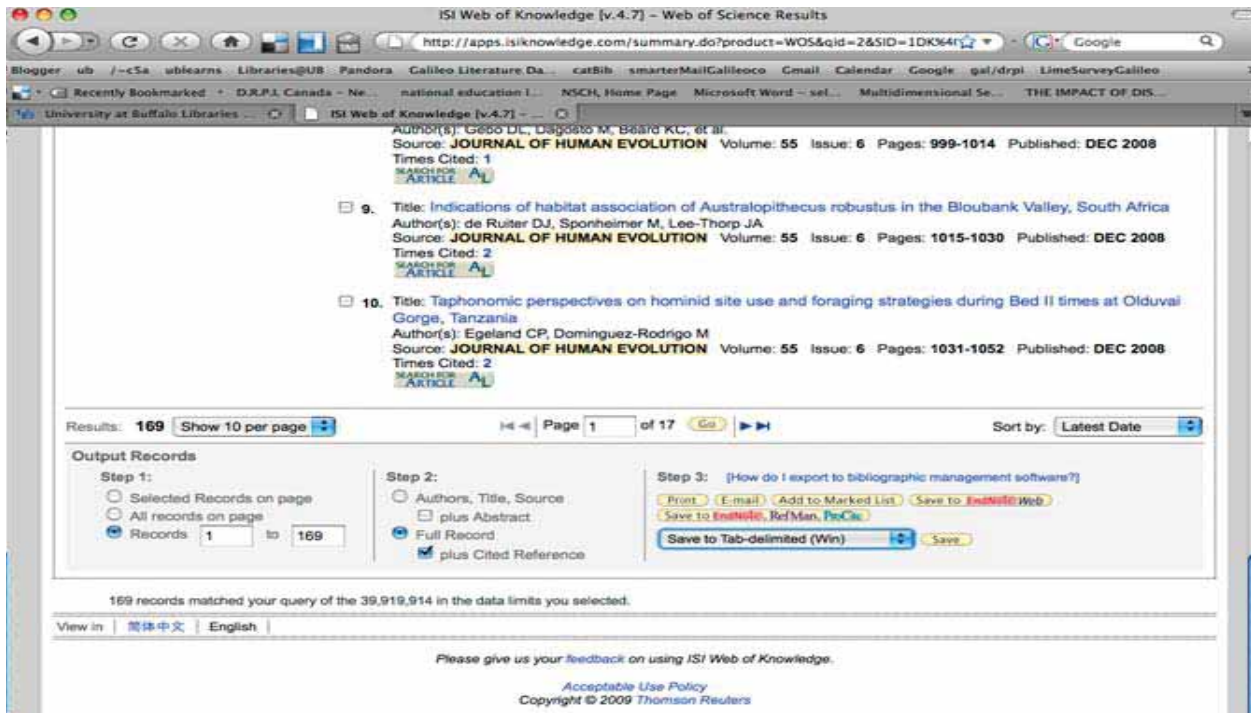 ISI Web of Knowledge [v.4.7] – Web of Science Results
http://apps.isiknowledge.com/summary.do?product=WOS&qid=2&SID=1DK%4 Google
Blogger ub /~c5a ublearns Libraries@UB Pandora Galileo Literature Da... catBib smarterMailGalileoco Gmail Calendar Google gal/drpi LimeSurveyGalileo
Recently Bookmarked D.R.P.I. Canada – Ne... national education l... NSCH, Home Page Microsoft Word – sel... Multidimensional Se... THE IMPACT OF DIS...
University at Buffalo Libraries ... ISI Web of Knowledge [v.4.7] – ...
Author(s): Gebo DL, Dagosto M, Beard KC, et al.
Source: JOURNAL OF HUMAN EVOLUTION Volume: 55 Issue: 6 Pages: 999-1014 Published: DEC 2008
Times Cited: 1
SEARCH FOR ARTICLE AL
9. Title: Indications of habitat association of Australopithecus robustus in the Bloubank Valley, South Africa
Author(s): de Ruiter DJ, Sponheimer M, Lee-Thorp JA
Source: JOURNAL OF HUMAN EVOLUTION Volume: 55 Issue: 6 Pages: 1015-1030 Published: DEC 2008
Times Cited: 2
SEARCH FOR ARTICLE AL
10. Title: Taphonomic perspectives on hominid site use and foraging strategies during Bed II times at Olduvai
Gorge, Tanzania
Author(s): Egeland CP, Dominguez-Rodrigo M
Source: JOURNAL OF HUMAN EVOLUTION Volume: 55 Issue: 6 Pages: 1031-1052 Published: DEC 2008
Times Cited: 2
SEARCH FOR ARTICLE AL
Results: 169 Show 10 per page Page 1 of 17 Go Sort by: Latest Date
Output Records
Step 1: Step 2: Step 3: [How do I export to bibliographic management software?]
Selected Records on page Authors, Title, Source Print E-mail Add to Marked List Save to EndNote Web
All records on page plus Abstract Save to EndNote, RefMan, ProCite
Records 1 to 169 Full Record Save to Tab-delimited (Win) Save
plus Cited Reference
169 records matched your query of the 39,919,914 in the data limits you selected.
View in | 简体中文 | English |
Please give us your feedback on using ISI Web of Knowledge.
Acceptable Use Policy
Copyright © 2009 Thomson Reuters